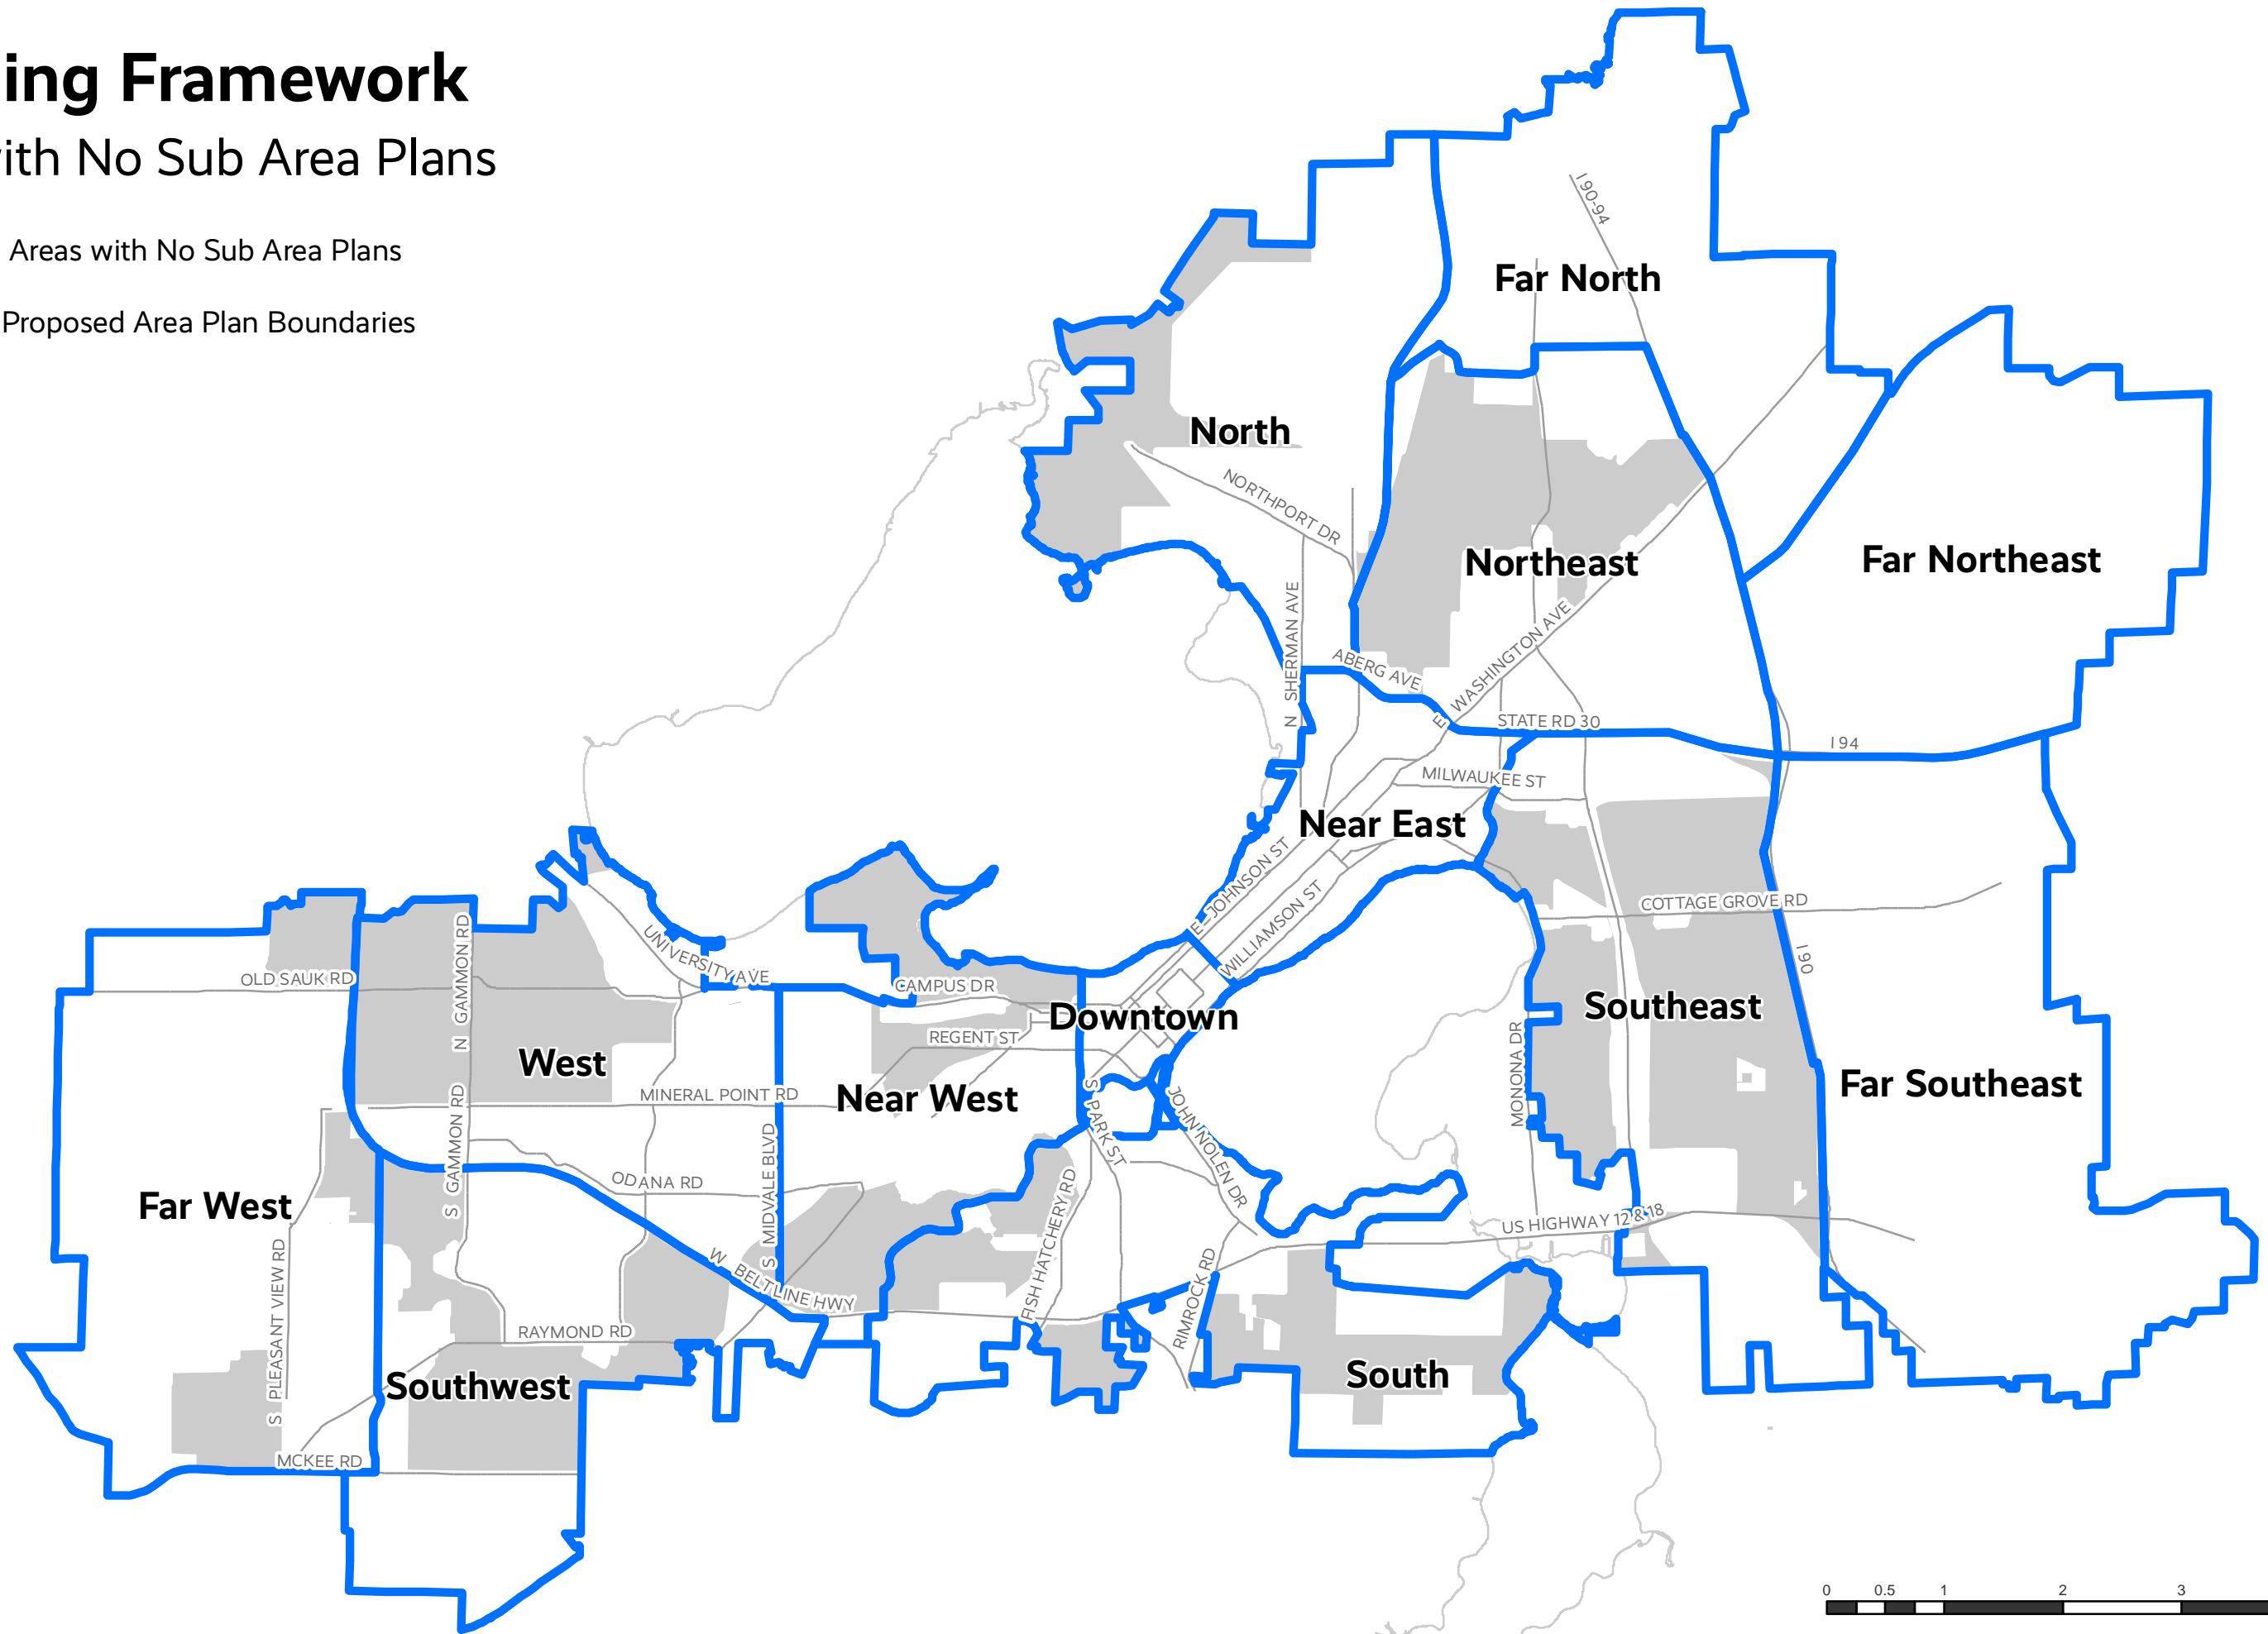 ing Framework
ith No Sub Area Plans
Areas with No Sub Area Plans
Proposed Area Plan Boundaries
I 90-94
Far North
North
NORTHPORT DR
Northeast
Far Northeast
N SHERMAN AVE
ABERG AVE
E WASHINGTON AVE
STATE RD 30
I 94
MILWAUKEE ST
Near East
E JOHNSON ST
WILLIAMSON ST
COTTAGE GROVE RD
I 90
UNIVERSITY AVE
OLD SAUK RD
N GAMMON RD
CAMPUS DR
Downtown
REGENT ST
Southeast
West
MINERAL POINT RD
Near West
S PARK ST
JOHN NOLEN DR
MONONA DR
Far Southeast
S GAMMON RD
ODANA RD
S MIDVALE BLVD
Far West
FISH HATCHERY RD
US HIGHWAY 12 & 18
W BELTLINE HWY
S PLEASANT VIEW RD
RAYMOND RD
RIMROCK RD
Southwest
South
MCKEE RD
0 0.5 1 2 3